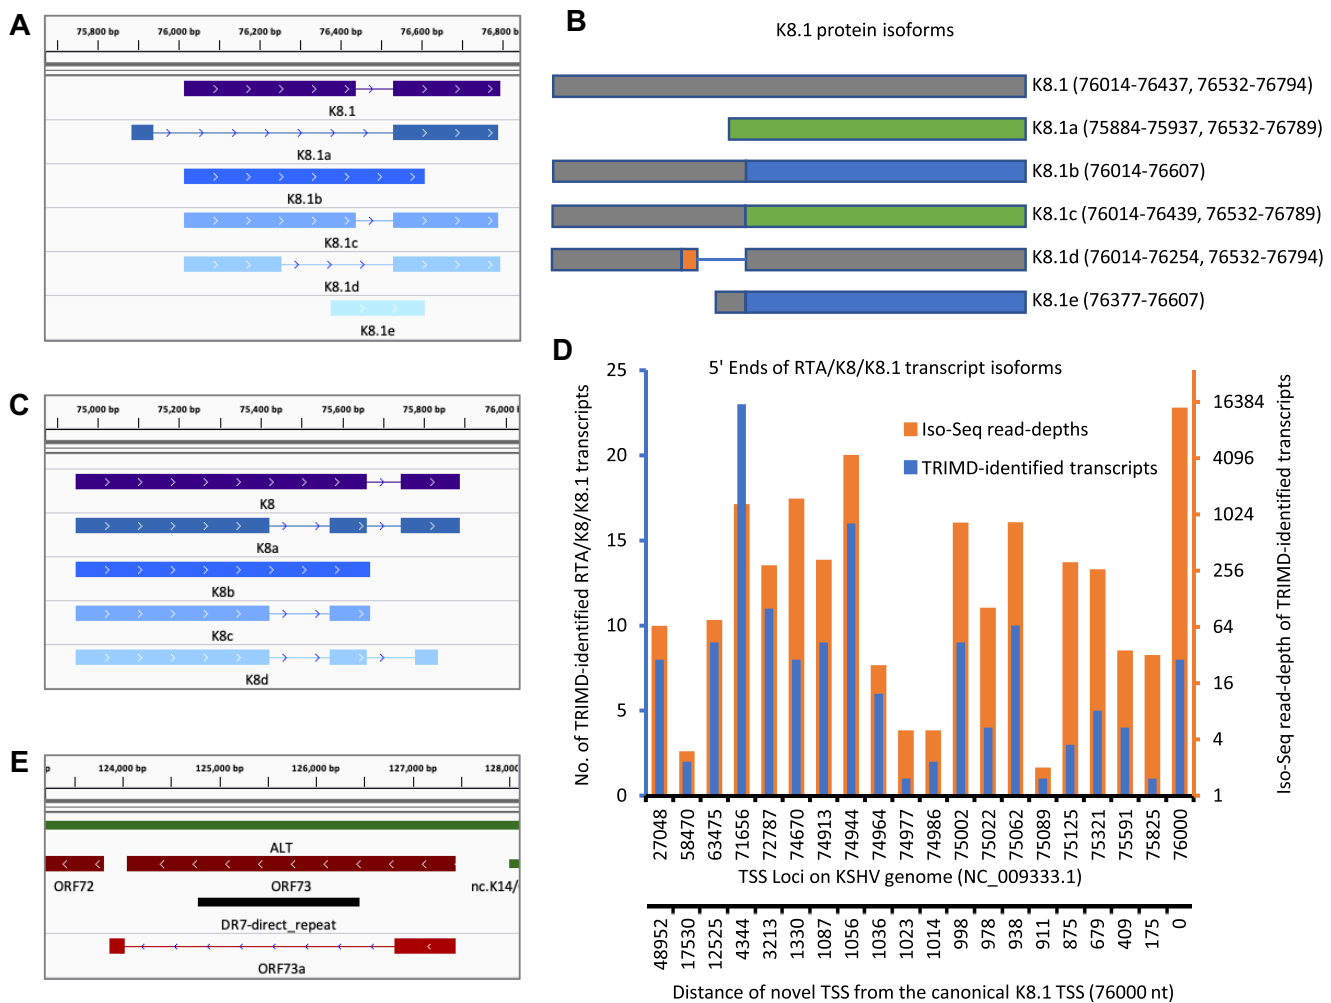 A
75,800 bp 76,000 bp 76,200 bp 76,400 bp 76,600 bp 76,800 b
K8.1
K8.1a
K8.1b
K8.1c
K8.1d
K8.1e
B
K8.1 protein isoforms
K8.1 (76014-76437, 76532-76794)
K8.1a (75884-75937, 76532-76789)
K8.1b (76014-76607)
K8.1c (76014-76439, 76532-76789)
K8.1d (76014-76254, 76532-76794)
K8.1e (76377-76607)
C
75,000 bp 75,200 bp 75,400 bp 75,600 bp 75,800 bp 76,000 l
K8
K8a
K8b
K8c
K8d
D
5' Ends of RTA/K8/K8.1 transcript isoforms
Iso-Seq read-depths
TRIMD-identified transcripts
No. of TRIMD-identified RTA/K8/K8.1 transcripts
25
20
15
10
5
0
Iso-Seq read-depth of TRIMD-identified transcripts
16384
4096
1024
256
64
16
4
1
27048 58470 63475 71656 72787 74670 74913 74944 74964 74977 74986 75002 75022 75062 75089 75125 75321 75591 75825 76000
TSS Loci on KSHV genome (NC_009333.1)
48952 17530 12525 4344 3213 1330 1087 1056 1036 1023 1014 998 978 938 911 875 679 409 175 0
Distance of novel TSS from the canonical K8.1 TSS (76000 nt)
E
p 124,000 bp 125,000 bp 126,000 bp 127,000 bp 128,00
ALT
ORF72 ORF73 nc.K14/
DR7-direct_repeat
ORF73a